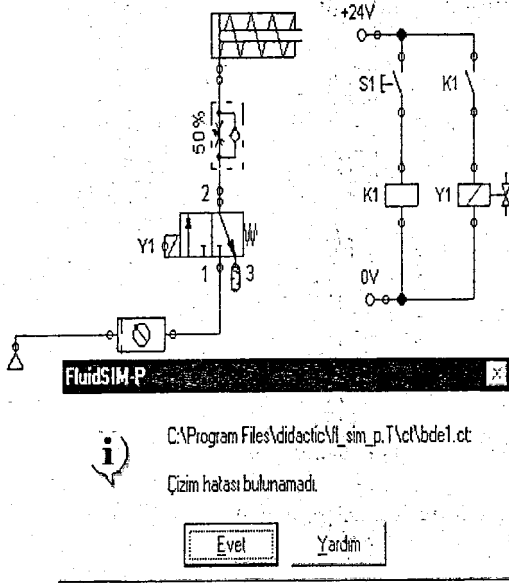 +24V
S1
K1
50%
2
K1
Y1
Y1
W
1
3
0V
FluidSIM-P
C:\Program Files\didactic\fl_sim_p.T\ct\bde1.ct
i
Çizim hatası bulunamadı.
Evet
Yardım